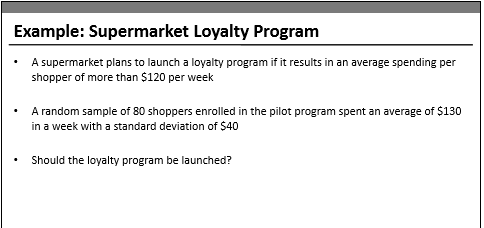 Example: Supermarket Loyalty Program
• A supermarket plans to launch a loyalty program if it results in an average spending per
shopper of more than $120 per week
• A random sample of 80 shoppers enrolled in the pilot program spent an average of $130
in a week with a standard deviation of $40
• Should the loyalty program be launched?